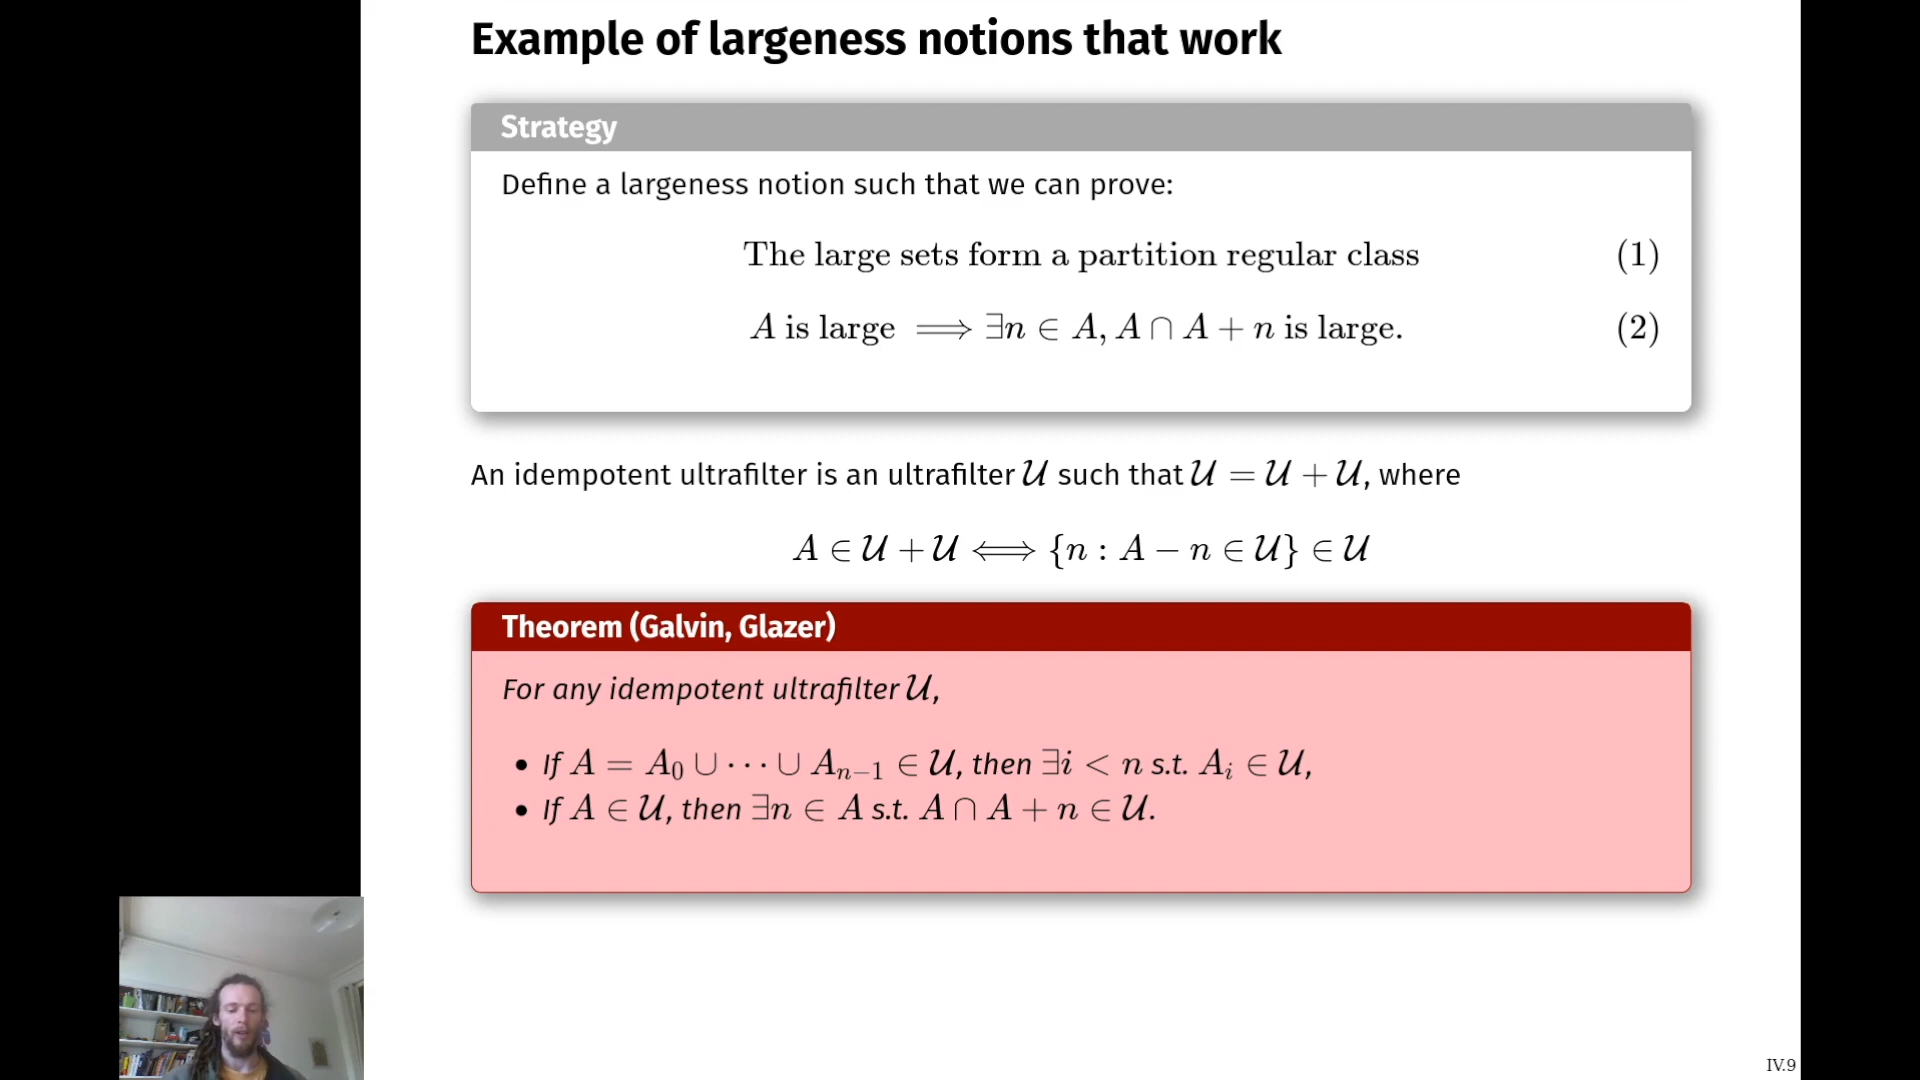 Example of largeness notions that work
Strategy
Define a largeness notion such that we can prove:
The large sets form a partition regular class (1)
A is large ⟹ ∃n ∈ A, A ∩ A + n is large. (2)
An idempotent ultrafilter is an ultrafilter 𝒰 such that 𝒰 = 𝒰 + 𝒰, where
A ∈ 𝒰 + 𝒰 ⟺ {n : A − n ∈ 𝒰} ∈ 𝒰
Theorem (Galvin, Glazer)
For any idempotent ultrafilter 𝒰,
• If A = A₀ ∪ ⋯ ∪ Aₙ₋₁ ∈ 𝒰, then ∃i < n s.t. Aᵢ ∈ 𝒰,
• If A ∈ 𝒰, then ∃n ∈ A s.t. A ∩ A + n ∈ 𝒰.
IV.9